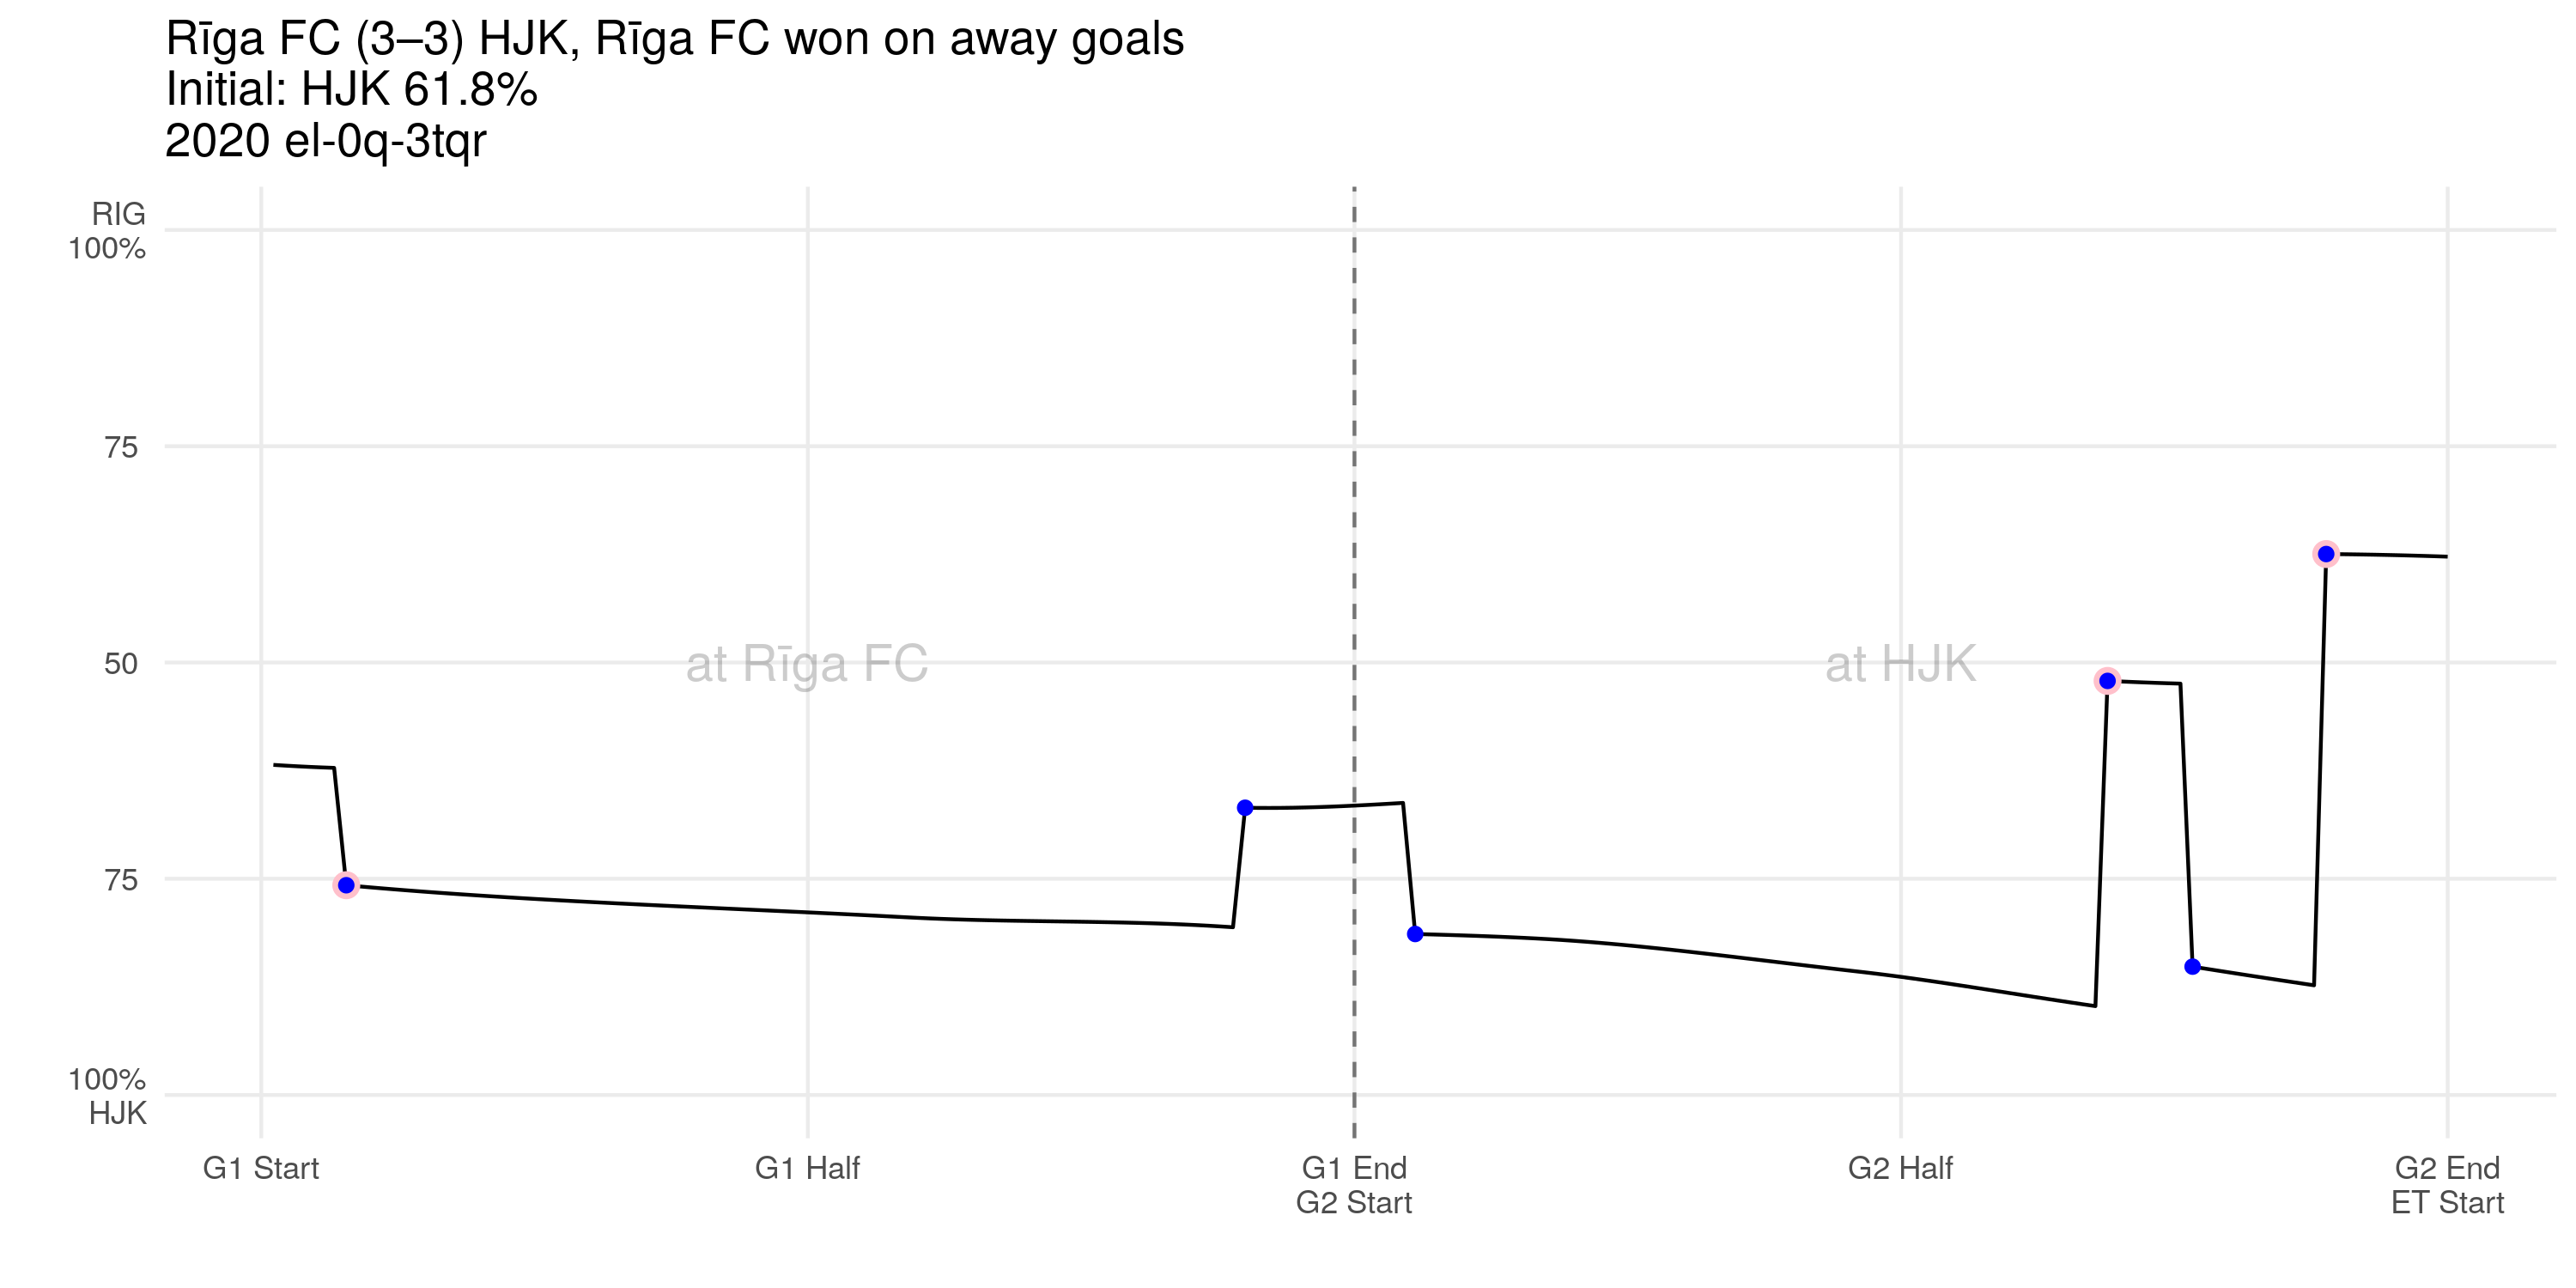 Rīga FC (3–3) HJK, Rīga FC won on away goals
Initial: HJK 61.8%
2020 el-0q-3tqr
RIG
100%
75
50
75
100%
HJK
at Rīga FC
at HJK
G1 Start
G1 Half
G1 End
G2 Start
G2 Half
G2 End
ET Start